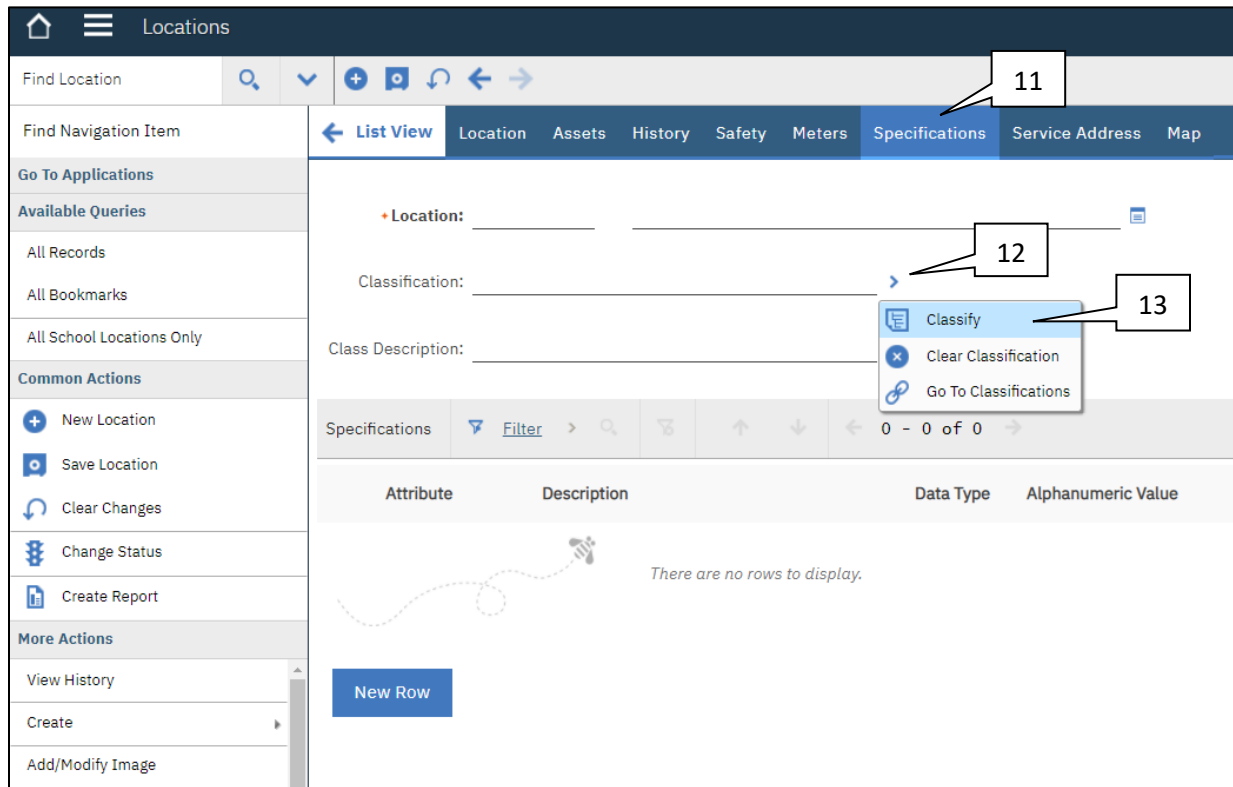 Locations
Find Location
11
Find Navigation Item
List View Location Assets History Safety Meters Specifications Service Address Map
Go To Applications
Available Queries
All Records
All Bookmarks
All School Locations Only
Common Actions
New Location
Save Location
Clear Changes
Change Status
Create Report
More Actions
View History
Create
Add/Modify Image
Location:
12
Classification:
13
Classify
Clear Classification
Go To Classifications
Class Description:
Specifications Filter 0 - 0 of 0
Attribute Description Data Type Alphanumeric Value
There are no rows to display.
New Row